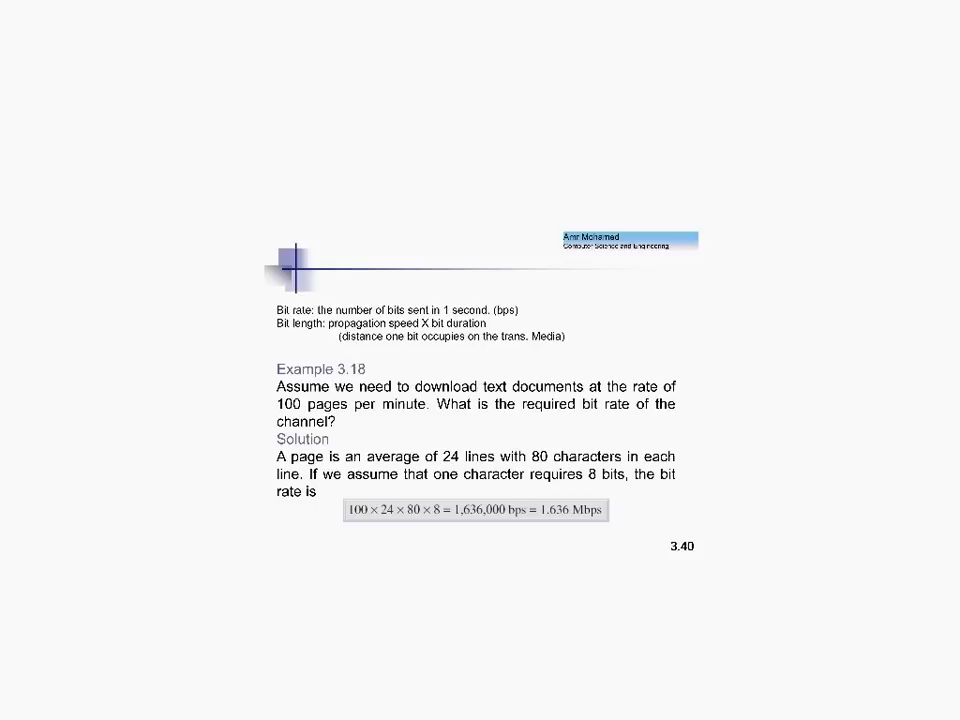 Amr Mohamed
Computer Science and Engineering
Bit rate: the number of bits sent in 1 second. (bps)
Bit length: propagation speed X bit duration
(distance one bit occupies on the trans. Media)
Example 3.18
Assume we need to download text documents at the rate of
100 pages per minute. What is the required bit rate of the
channel?
Solution
A page is an average of 24 lines with 80 characters in each
line. If we assume that one character requires 8 bits, the bit
rate is
100 × 24 × 80 × 8 = 1,636,000 bps = 1.636 Mbps
3.40